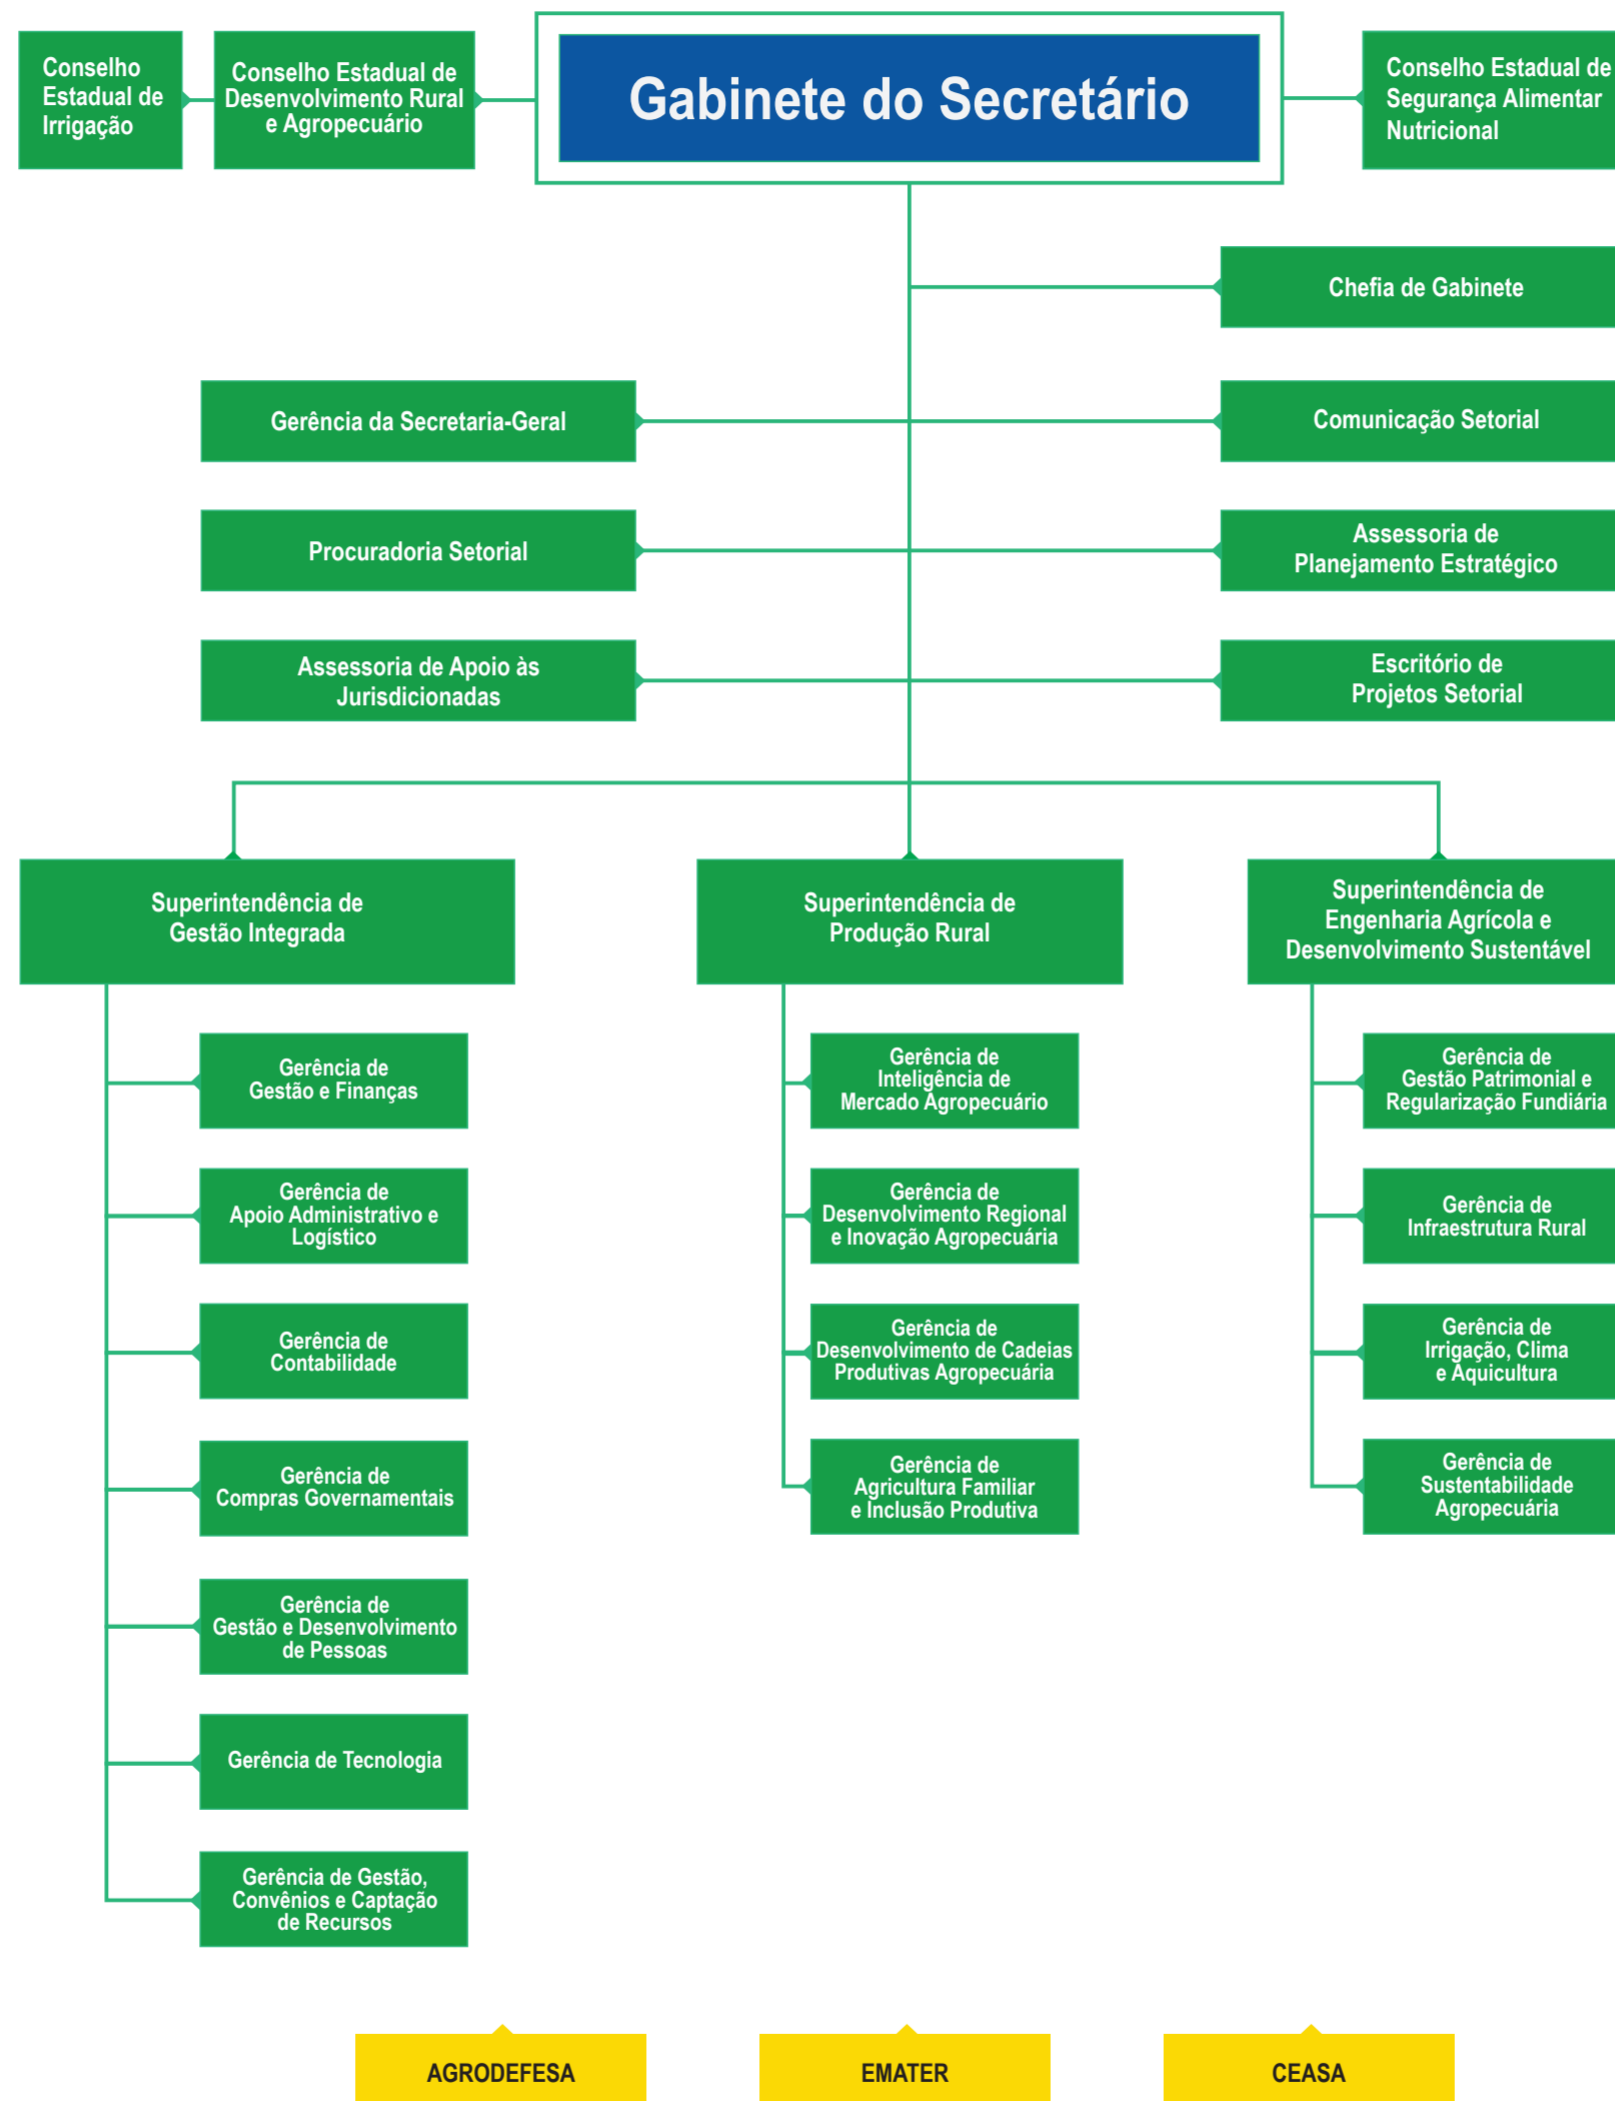 Conselho
Estadual de
Irrigação
Conselho Estadual de
Desenvolvimento Rural
e Agropecuário
Gabinete do Secretário
Conselho Estadual de
Segurança Alimentar
Nutricional
Chefia de Gabinete
Gerência da Secretaria-Geral
Comunicação Setorial
Procuradoria Setorial
Assessoria de
Planejamento Estratégico
Assessoria de Apoio às
Jurisdicionadas
Escritório de
Projetos Setorial
Superintendência de
Gestão Integrada
Superintendência de
Produção Rural
Superintendência de
Engenharia Agrícola e
Desenvolvimento Sustentável
Gerência de
Gestão e Finanças
Gerência de
Apoio Administrativo e
Logístico
Gerência de
Contabilidade
Gerência de
Compras Governamentais
Gerência de
Gestão e Desenvolvimento
de Pessoas
Gerência de Tecnologia
Gerência de Gestão,
Convênios e Captação
de Recursos
Gerência de
Inteligência de
Mercado Agropecuário
Gerência de
Desenvolvimento Regional
e Inovação Agropecuária
Gerência de
Desenvolvimento de Cadeias
Produtivas Agropecuária
Gerência de
Agricultura Familiar
e Inclusão Produtiva
Gerência de
Gestão Patrimonial e
Regularização Fundiária
Gerência de
Infraestrutura Rural
Gerência de
Irrigação, Clima
e Aquicultura
Gerência de
Sustentabilidade
Agropecuária
AGRODEFESA
EMATER
CEASA